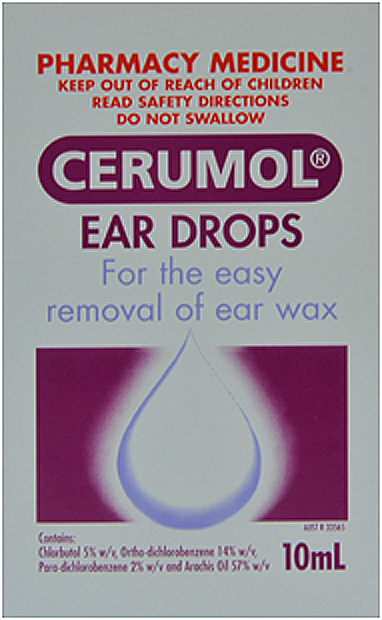 PHARMACY MEDICINE
KEEP OUT OF REACH OF CHILDREN
READ SAFETY DIRECTIONS
DO NOT SWALLOW
CERUMOL®
EAR DROPS
For the easy
removal of ear wax
AUST R
Contains:
Chlorbutol 5% w/v, Ortho-dichlorobenzene 14% w/v,
Para-dichlorobenzene 2% w/v and Arachis Oil 57% w/v
10mL